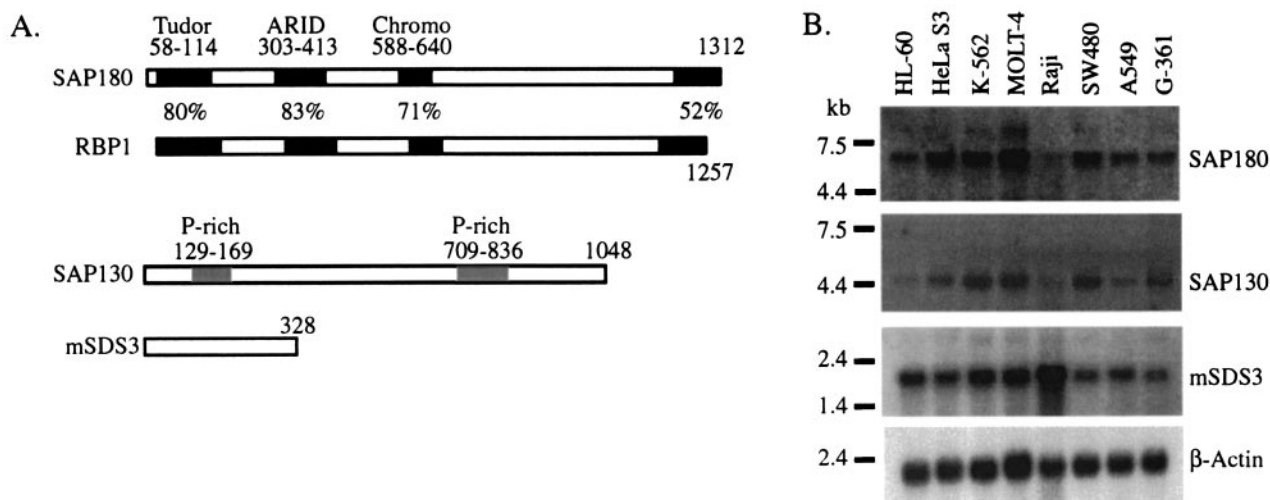 A.
Tudor ARID Chromo
58-114 303-413 588-640 1312
SAP180
80% 83% 71% 52%
RBP1
1257
P-rich P-rich
129-169 709-836 1048
SAP130
328
mSDS3
B.
HL-60 HeLa S3 K-562 MOLT-4 Raji SW480 A549 G-361
kb
7.5
SAP180
4.4
7.5
4.4 SAP130
2.4
mSDS3
1.4
2.4 β-Actin